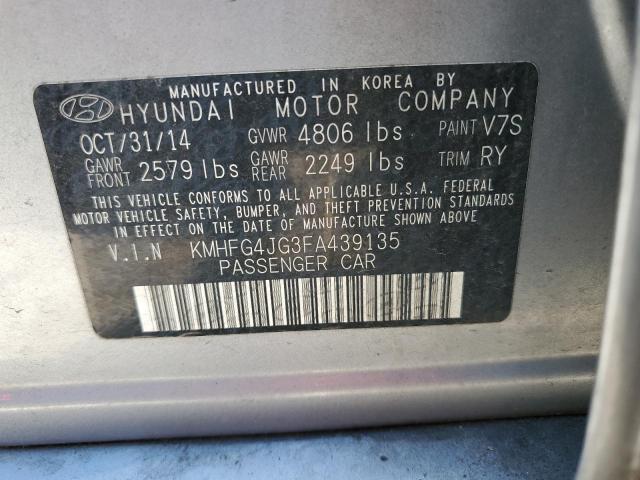 MANUFACTURED IN KOREA BY
HYUNDAI MOTOR COMPANY
OCT/31/14 GVWR 4806 lbs PAINT V7S
GAWR FRONT 2579 lbs GAWR REAR 2249 lbs TRIM RY
THIS VEHICLE CONFORMS TO ALL APPLICABLE U.S.A. FEDERAL
MOTOR VEHICLE SAFETY, BUMPER, AND THEFT PREVENTION STANDARDS
IN EFFECT ON THE DATE OF MANUFACTURE SHOWN ABOVE.
V.I.N KMHFG4JG3FA439135
PASSENGER CAR